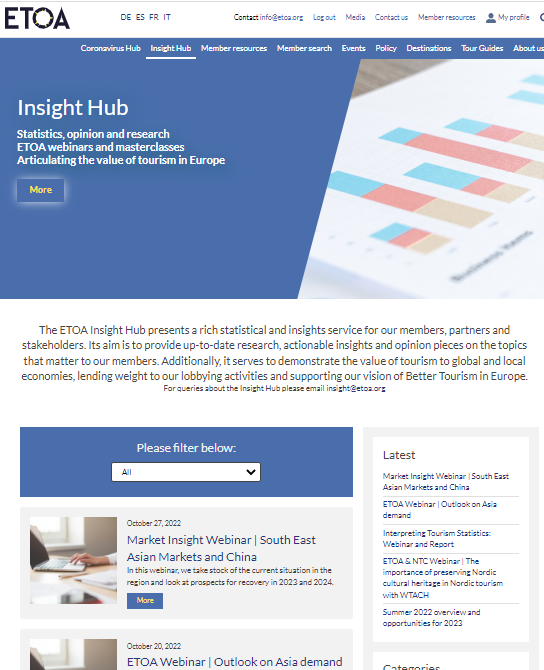 ETOA
DE ES FR IT
Contact info@etoa.org Log out Media Contact us Member resources My profile
Coronavirus Hub Insight Hub Member resources Member search Events Policy Destinations Tour Guides About us
Insight Hub
Statistics, opinion and research
ETOA webinars and masterclasses
Articulating the value of tourism in Europe
More
Business Items
The ETOA Insight Hub presents a rich statistical and insights service for our members, partners and
stakeholders. Its aim is to provide up-to-date research, actionable insights and opinion pieces on the topics
that matter to our members. Additionally, it serves to demonstrate the value of tourism to global and local
economies, lending weight to our lobbying activities and supporting our vision of Better Tourism in Europe.
For queries about the Insight Hub please email insight@etoa.org
Please filter below:
All
October 27, 2022
Market Insight Webinar | South East
Asian Markets and China
In this webinar, we take stock of the current situation in the
region and look at prospects for recovery in 2023 and 2024.
More
October 20, 2022
ETOA Webinar | Outlook on Asia demand
Latest
Market Insight Webinar | South East
Asian Markets and China
ETOA Webinar | Outlook on Asia
demand
Interpreting Tourism Statistics:
Webinar and Report
ETOA & NTC Webinar | The
importance of preserving Nordic
cultural heritage in Nordic tourism
with WTACH
Summer 2022 overview and
opportunities for 2023
Categories